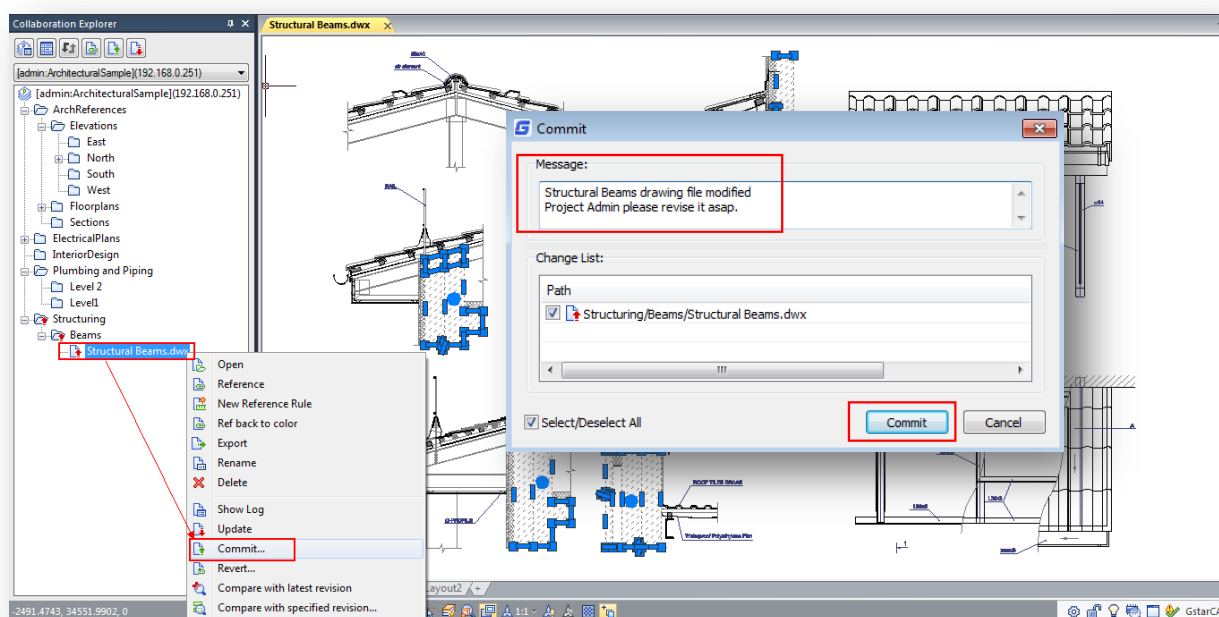 Collaboration Explorer
Structural Beams.dwx
[admin:ArchitecturalSample](192.168.0.251)
[admin:ArchitecturalSample](192.168.0.251)
ArchReferences
Elevations
East
North
South
West
Floorplans
Sections
ElectricalPlans
InteriorDesign
Plumbing and Piping
Level 2
Level1
Structuring
Beams
Structural Beams.dwx
Open
Reference
New Reference Rule
Ref back to color
Export
Rename
Delete
Show Log
Update
Commit...
Revert...
Compare with latest revision
Compare with specified revision...
Commit
Message:
Structural Beams drawing file modified
Project Admin please revise it asap.
Change List:
Path
Structuring/Beams/Structural Beams.dwx
Select/Deselect All
Commit
Cancel
ROOF TILES BRAAS
A
1
Layout2
-2491.4743, 34551.9902, 0
1:1
GstarCA